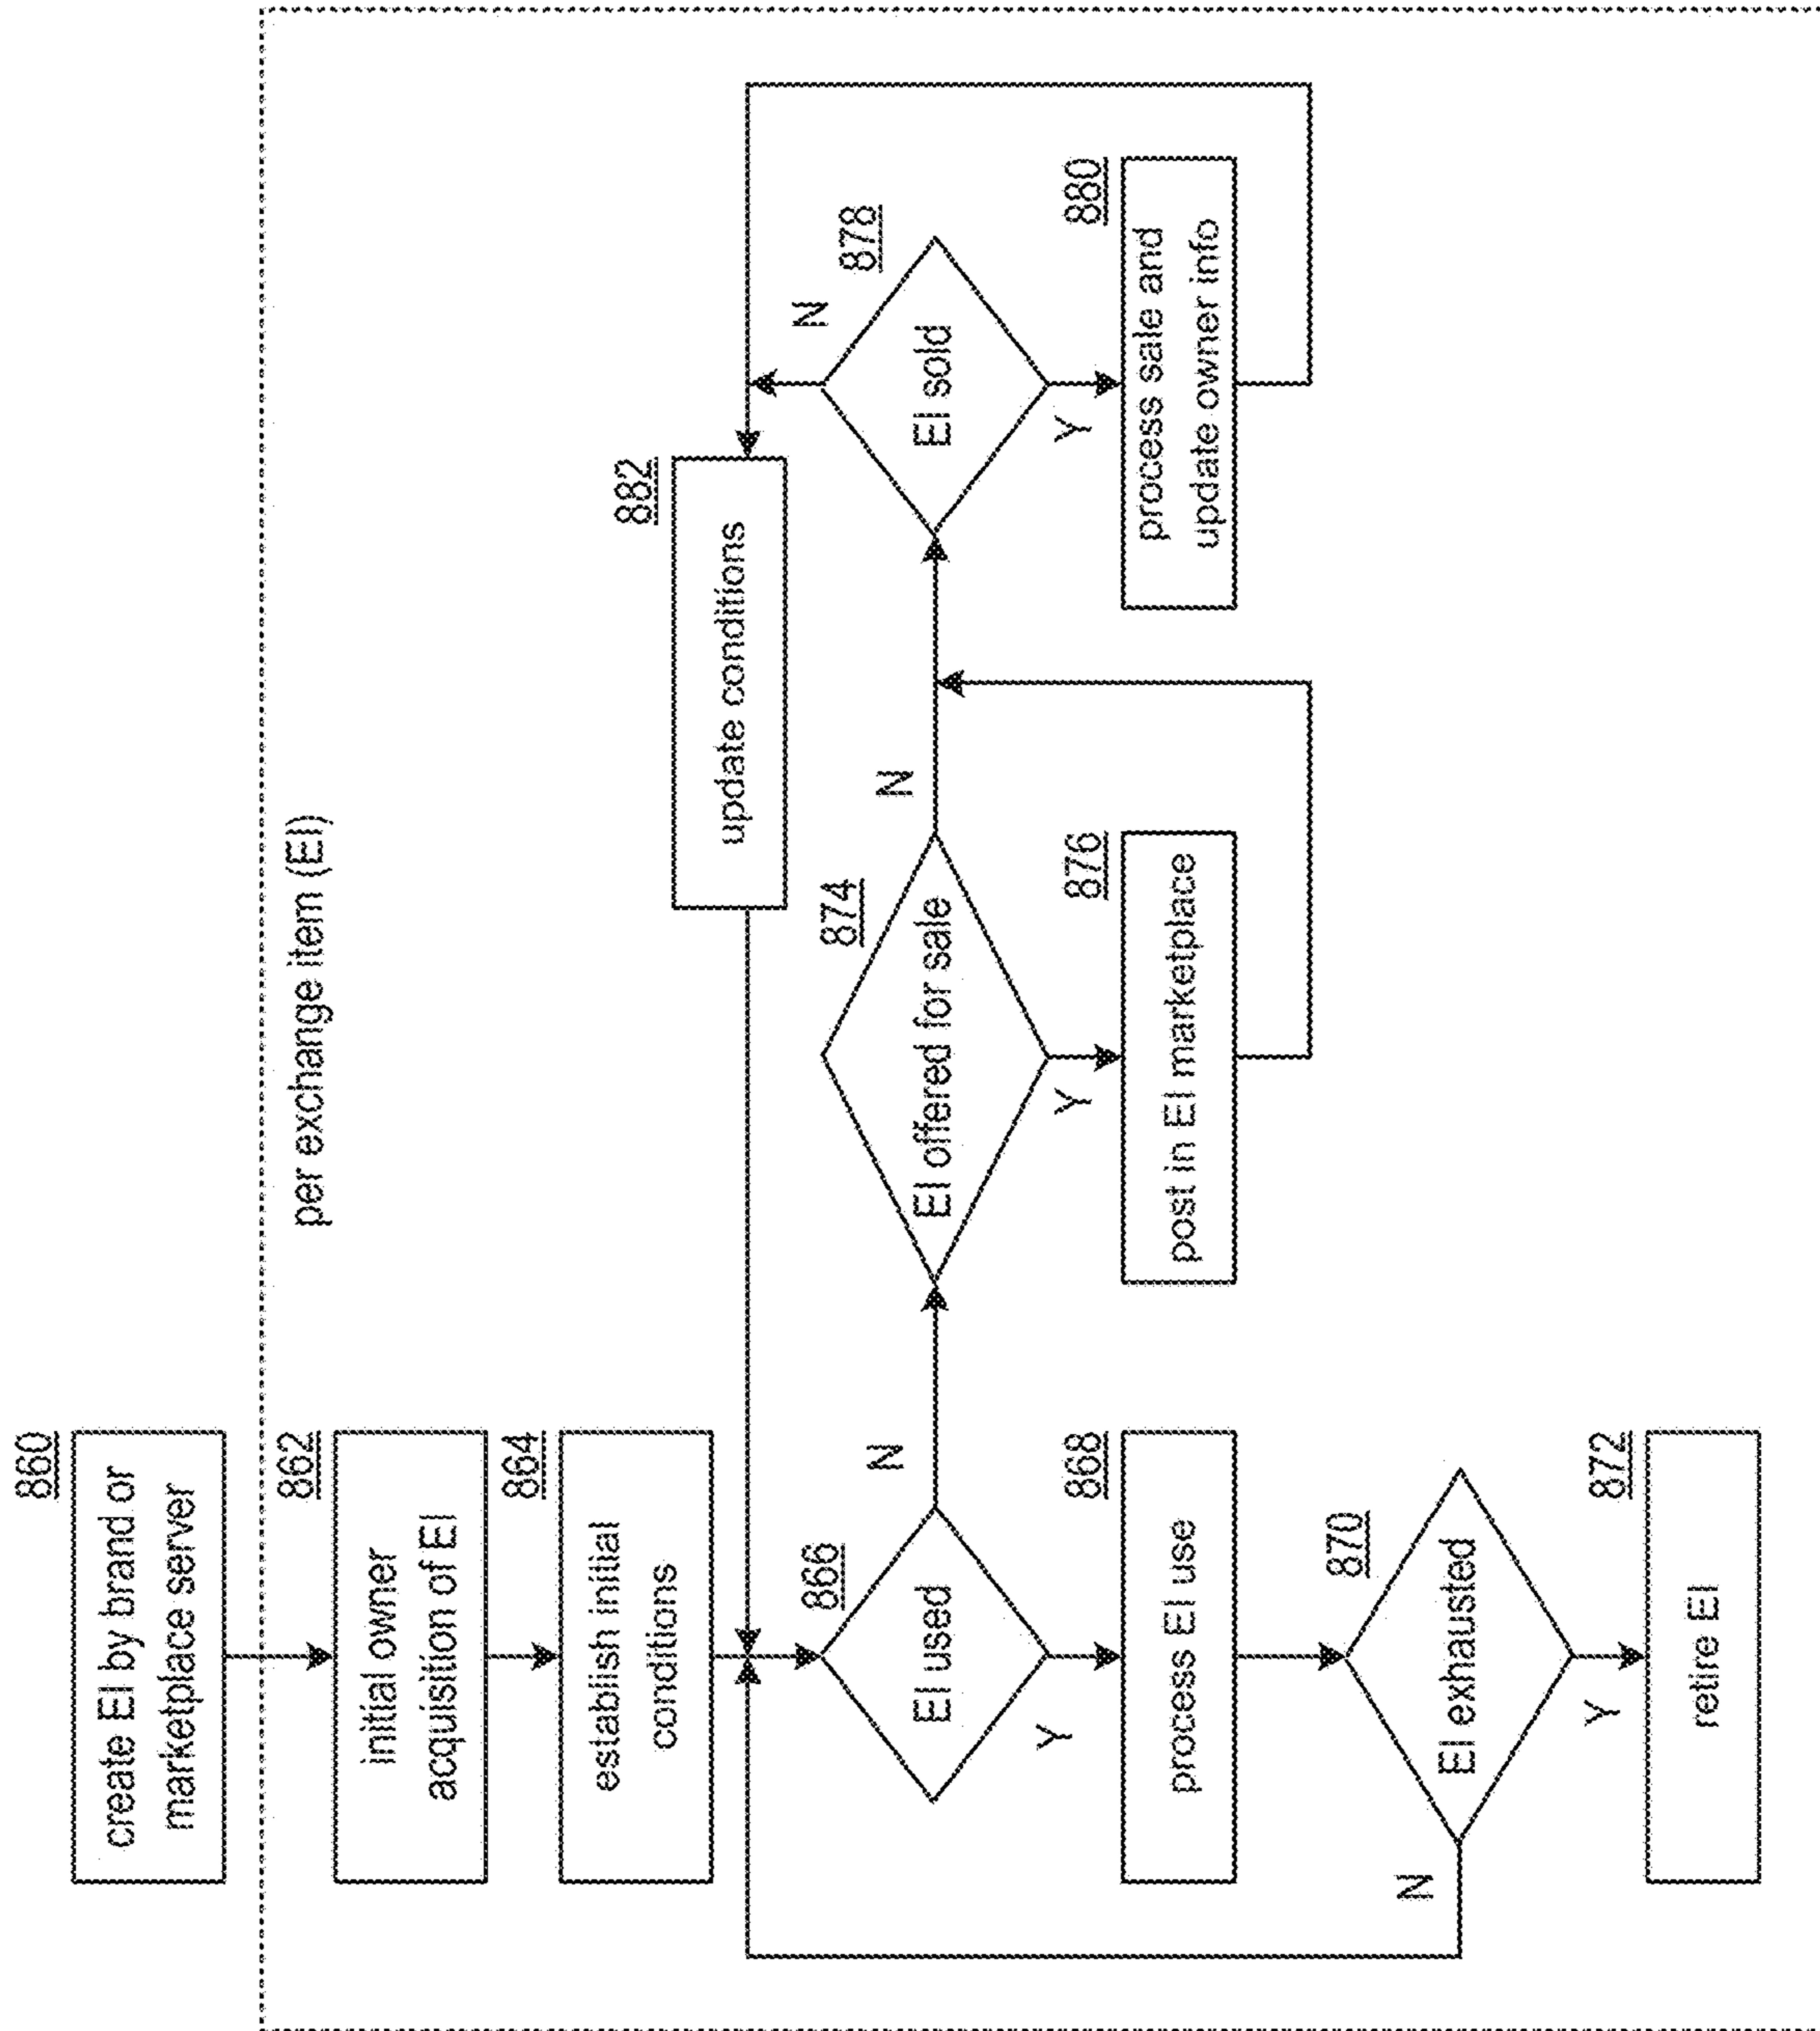 860
create EI by brand or
marketplace server
per exchange item (EI)
862
initial owner
acquisition of EI
864
establish initial
conditions
882
update conditions
866
EI used
N
Y
874
EI offered for sale
N
Y
878
EI sold
N
Y
868
process EI use
876
post in EI marketplace
880
process sale and
update owner info
870
EI exhausted
N
Y
872
retire EI